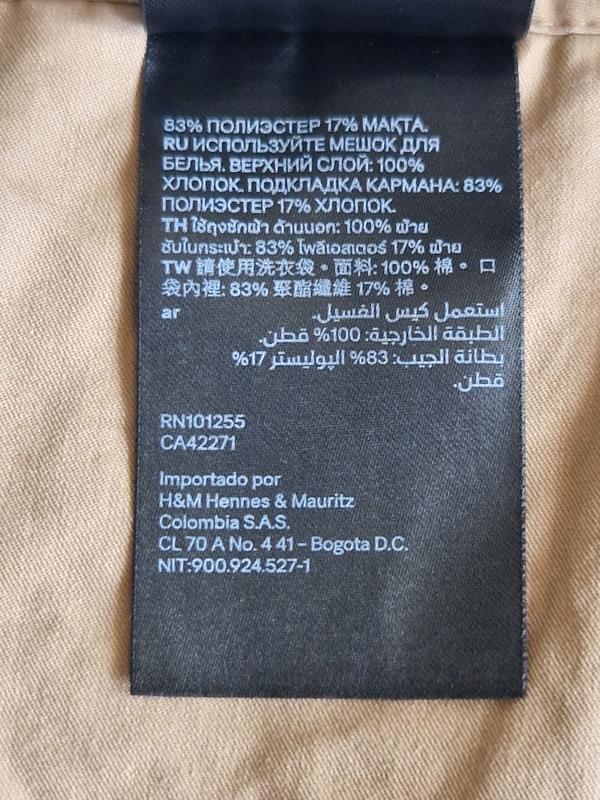 83% ПОЛИЭСТЕР 17% МАҚТА.
RU ИСПОЛЬЗУЙТЕ МЕШОК ДЛЯ
БЕЛЬЯ. ВЕРХНИЙ СЛОЙ: 100%
ХЛОПОК. ПОДКЛАДКА КАРМАНА: 83%
ПОЛИЭСТЕР 17% ХЛОПОК.
TH ใช้ถุงซักผ้า ด้านนอก: 100% ฝ้าย
ซับในกระเป๋า: 83% โพลีเอสเตอร์ 17% ฝ้าย
TW 請使用洗衣袋。面料: 100% 棉。 口
袋內裡: 83% 聚酯纖維 17% 棉。
ar استعمل كيس الغسيل.
الطبقة الخارجية: 100% قطن.
بطانة الجيب: 83% البوليستر 17%
قطن.
RN101255
CA42271
Importado por
H&M Hennes & Mauritz
Colombia S.A.S.
CL 70 A No. 4 41 – Bogota D.C.
NIT:900.924.527-1